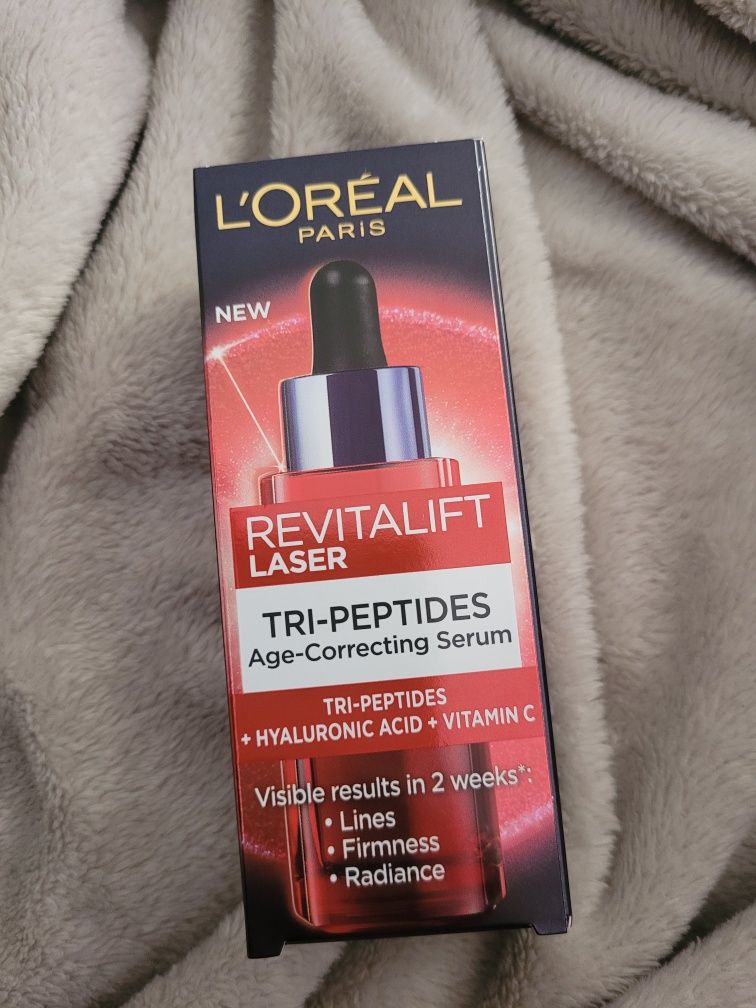 L'ORÉAL
PARIS
NEW
REVITALIFT
LASER
TRI-PEPTIDES
Age-Correcting Serum
TRI-PEPTIDES
+ HYALURONIC ACID + VITAMIN C
Visible results in 2 weeks*:
• Lines
• Firmness
• Radiance